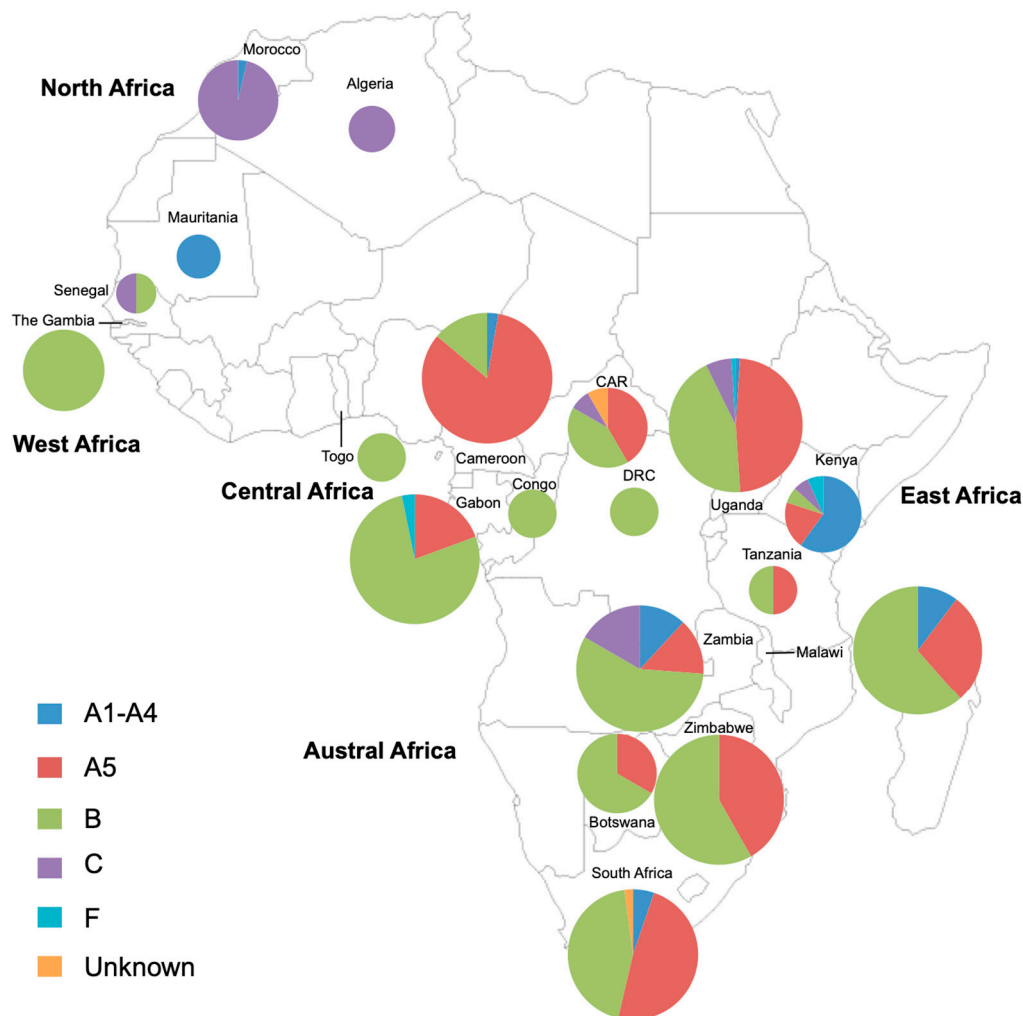 Morocco
North Africa
Algeria
Mauritania
Senegal
The Gambia
West Africa
Togo
Cameroon
Central Africa
Gabon
Congo
CAR
DRC
Uganda
Kenya
East Africa
Tanzania
Zambia
Malawi
Austral Africa
Zimbabwe
Botswana
South Africa
A1-A4
A5
B
C
F
Unknown